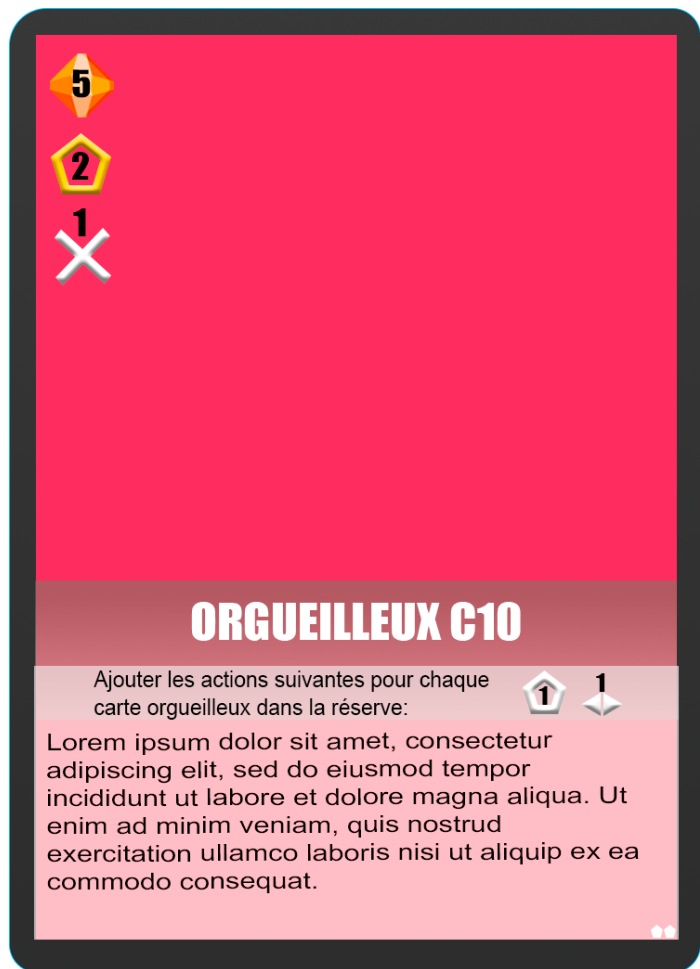 5
2
1
ORGUEILLEUX C10
Ajouter les actions suivantes pour chaque
carte orgueilleux dans la réserve:
1 1
Lorem ipsum dolor sit amet, consectetur
adipiscing elit, sed do eiusmod tempor
incididunt ut labore et dolore magna aliqua. Ut
enim ad minim veniam, quis nostrud
exercitation ullamco laboris nisi ut aliquip ex ea
commodo consequat.